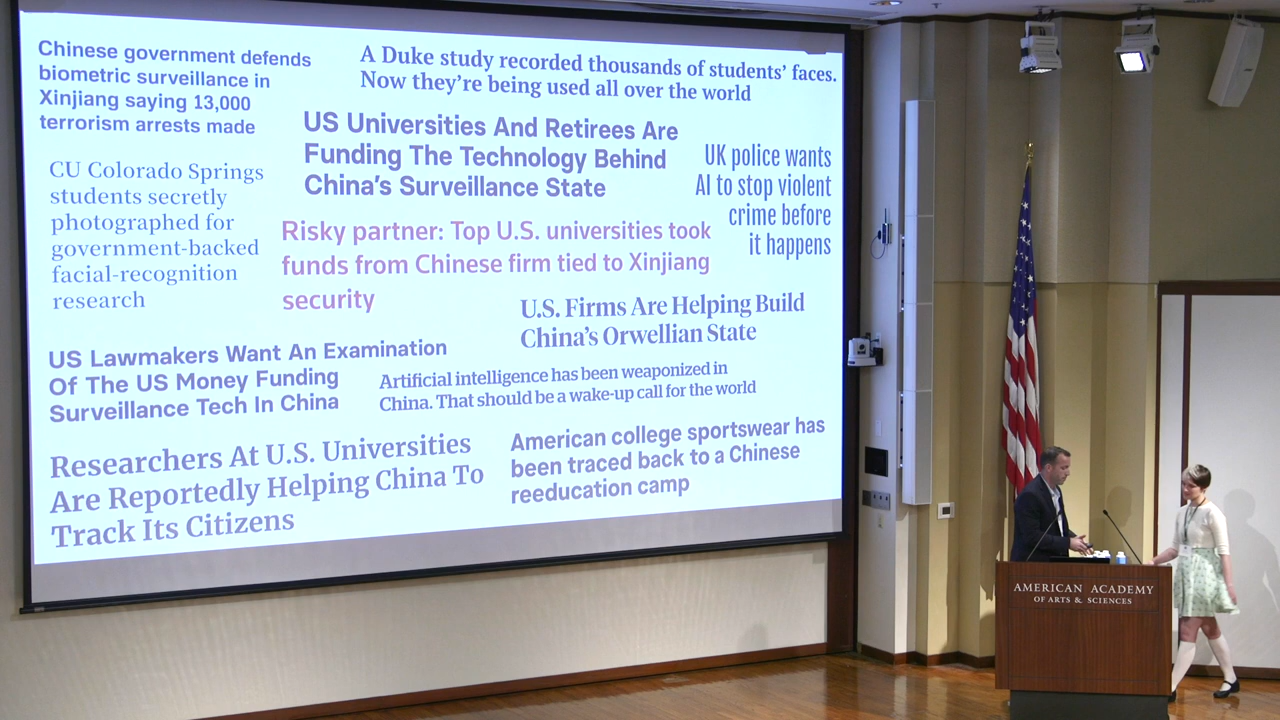 Chinese government defends
biometric surveillance in
Xinjiang saying 13,000
terrorism arrests made
A Duke study recorded thousands of students' faces.
Now they're being used all over the world
US Universities And Retirees Are
Funding The Technology Behind
China's Surveillance State
UK police wants
AI to stop violent
crime before
it happens
CU Colorado Springs
students secretly
photographed for
government-backed
facial-recognition
research
Risky partner: Top U.S. universities took
funds from Chinese firm tied to Xinjiang
security
U.S. Firms Are Helping Build
China's Orwellian State
US Lawmakers Want An Examination
Of The US Money Funding
Surveillance Tech In China
Artificial intelligence has been weaponized in
China. That should be a wake-up call for the world
Researchers At U.S. Universities
Are Reportedly Helping China To
Track Its Citizens
American college sportswear has
been traced back to a Chinese
reeducation camp
AMERICAN ACADEMY
OF ARTS & SCIENCES